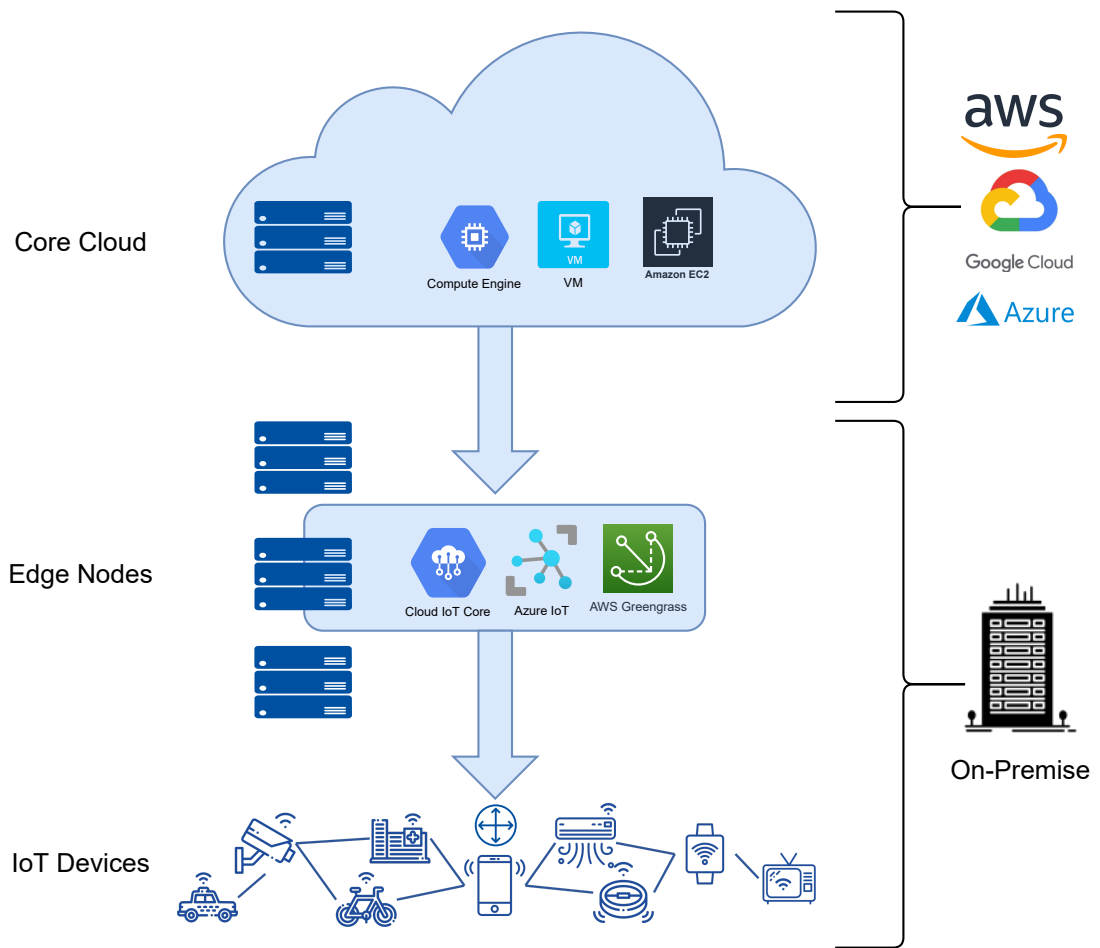 aws
Google Cloud
Azure
Core Cloud
Compute Engine
VM
VM
Amazon EC2
Edge Nodes
Cloud IoT Core
Azure IoT
AWS Greengrass
On-Premise
IoT Devices